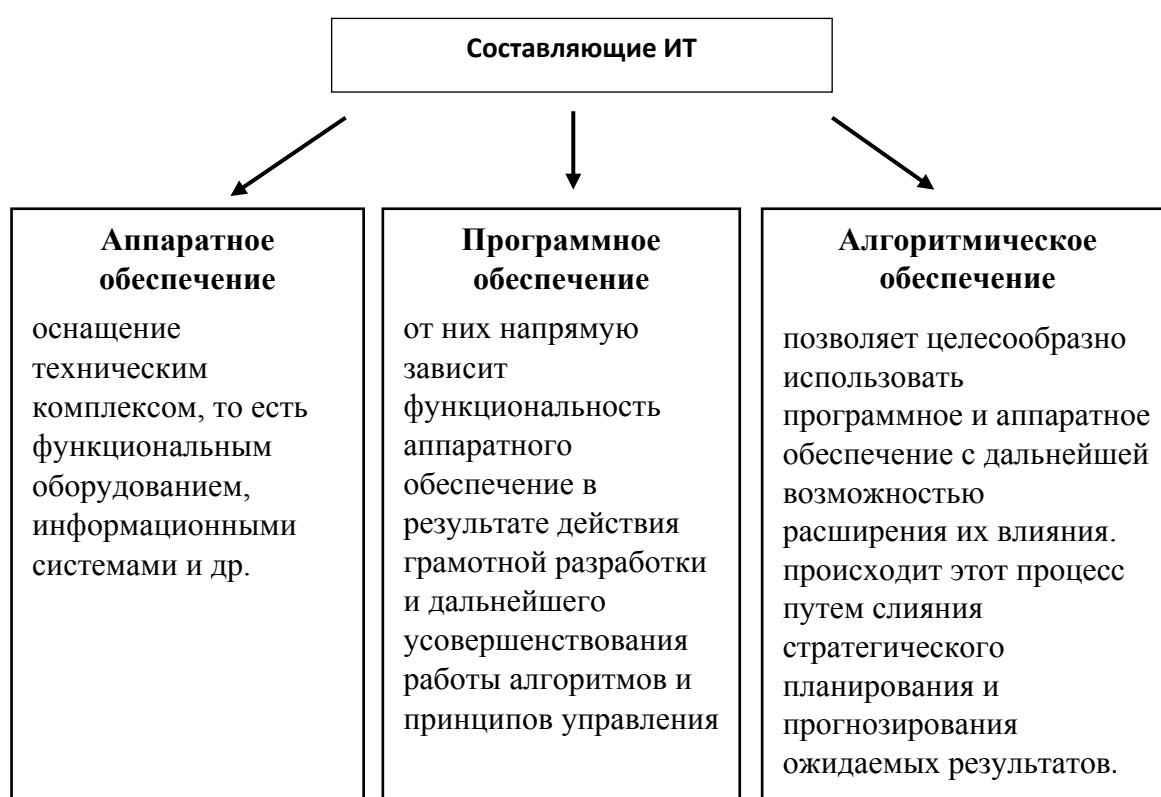 Составляющие ИТ
Аппаратное
обеспечение
оснащение
техническим
комплексом, то есть
функциональным
оборудованием,
информационными
системами и др.
Программное
обеспечение
от них напрямую
зависит
функциональность
аппаратного
обеспечение в
результате действия
грамотной разработки
и дальнейшего
усовершенствования
работы алгоритмов и
принципов управления
Алгоритмическое
обеспечение
позволяет целесообразно
использовать
программное и аппаратное
обеспечение с дальнейшей
возможностью
расширения их влияния.
происходит этот процесс
путем слияния
стратегического
планирования и
прогнозирования
ожидаемых результатов.